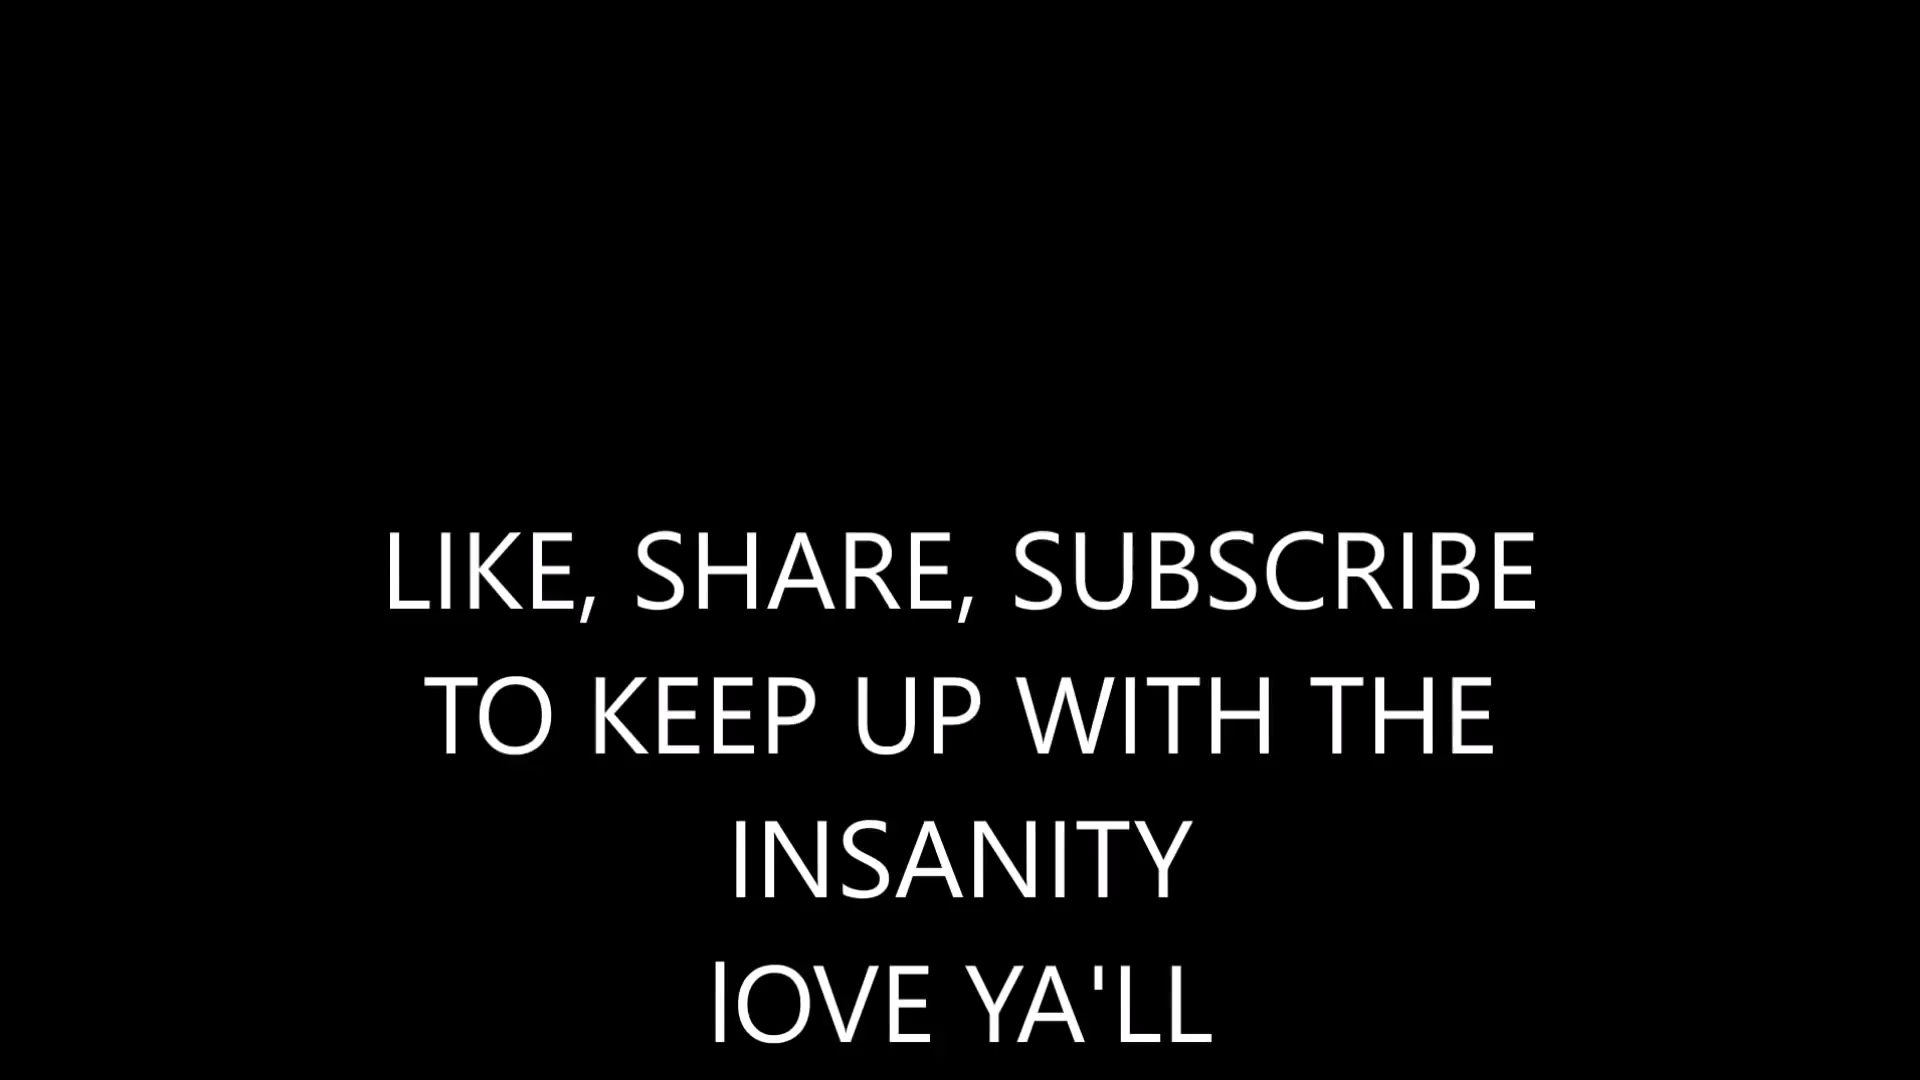 LIKE, SHARE, SUBSCRIBE
TO KEEP UP WITH THE
INSANITY
lOVE YA'LL